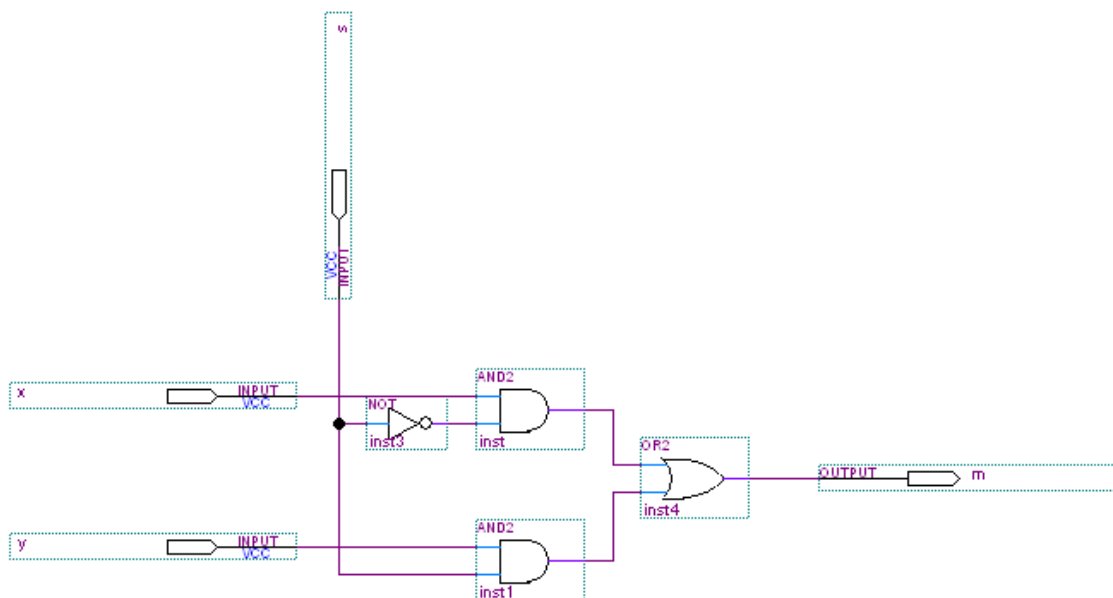 s
VCC
INPUT
x
INPUT
VCC
NOT
inst3
AND2
inst
OR2
inst4
OUTPUT
m
y
INPUT
VCC
AND2
inst1